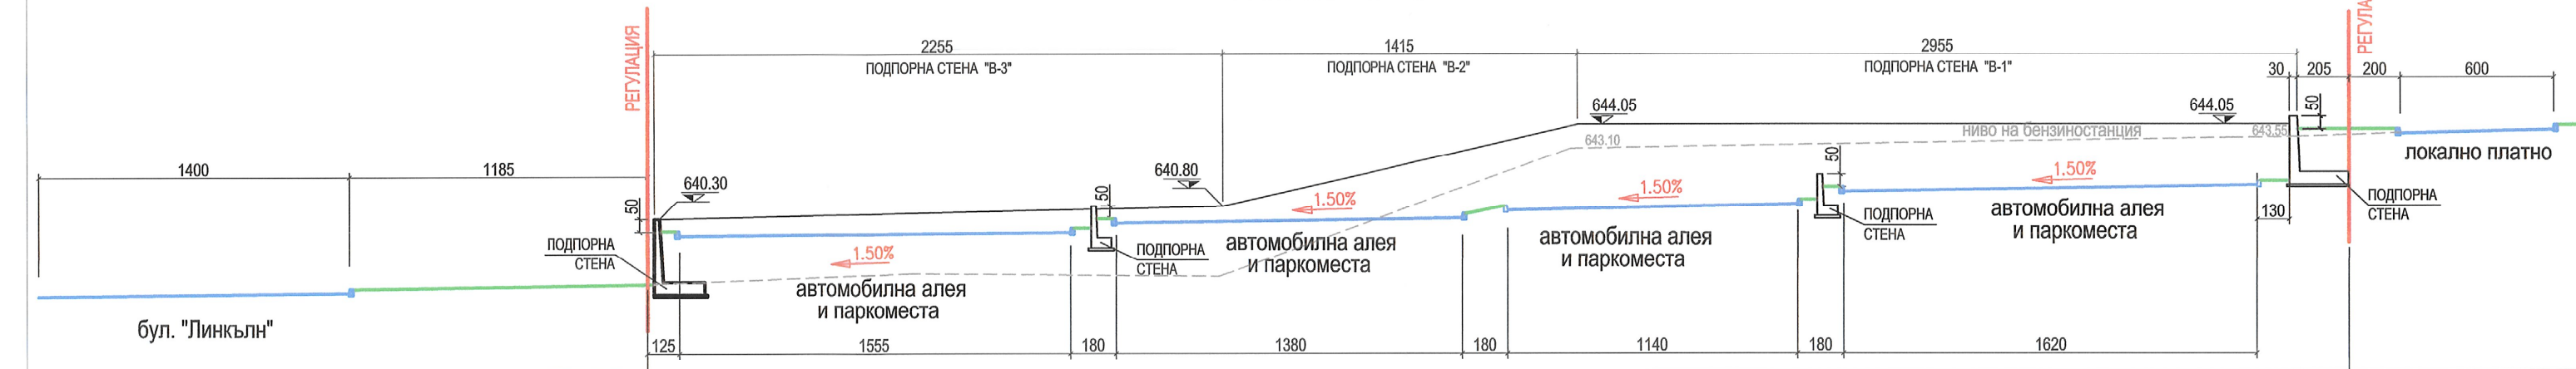 РЕГУЛАЦИЯ
РЕГУЛА
2255
1415
2955
ПОДПОРНА СТЕНА "В-3"
ПОДПОРНА СТЕНА "В-2"
ПОДПОРНА СТЕНА "В-1"
30
205
200
600
644.05
644.05
50
ниво на бензиностанция
643.55
643.10
локално платно
1400
1185
640.30
640.80
50
50
50
1.50%
1.50%
1.50%
1.50%
ПОДПОРНА
СТЕНА
ПОДПОРНА
СТЕНА
ПОДПОРНА
СТЕНА
ПОДПОРНА
СТЕНА
130
автомобилна алея
и паркоместа
автомобилна алея
и паркоместа
автомобилна алея
и паркоместа
автомобилна алея
и паркоместа
бул. "Линкълн"
125
1555
180
1380
180
1140
180
1620